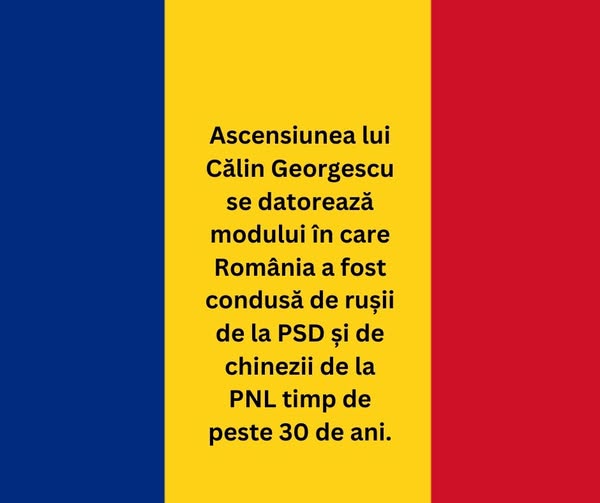 Ascensiunea lui
Călin Georgescu
se datorează
modului în care
România a fost
condusă de rușii
de la PSD și de
chinezii de la
PNL timp de
peste 30 de ani.